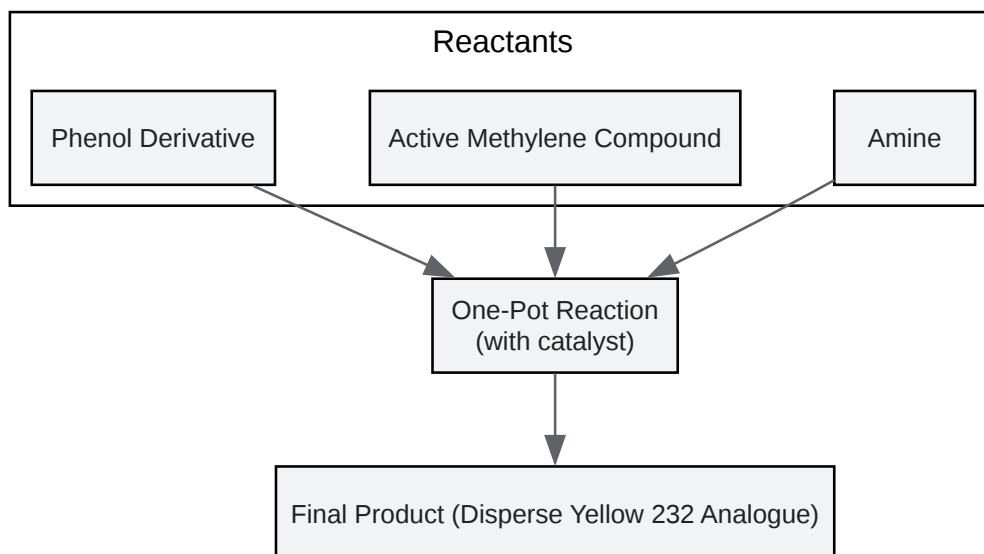 Reactants
Phenol Derivative
Active Methylene Compound
Amine
One-Pot Reaction
(with catalyst)
Final Product (Disperse Yellow 232 Analogue)